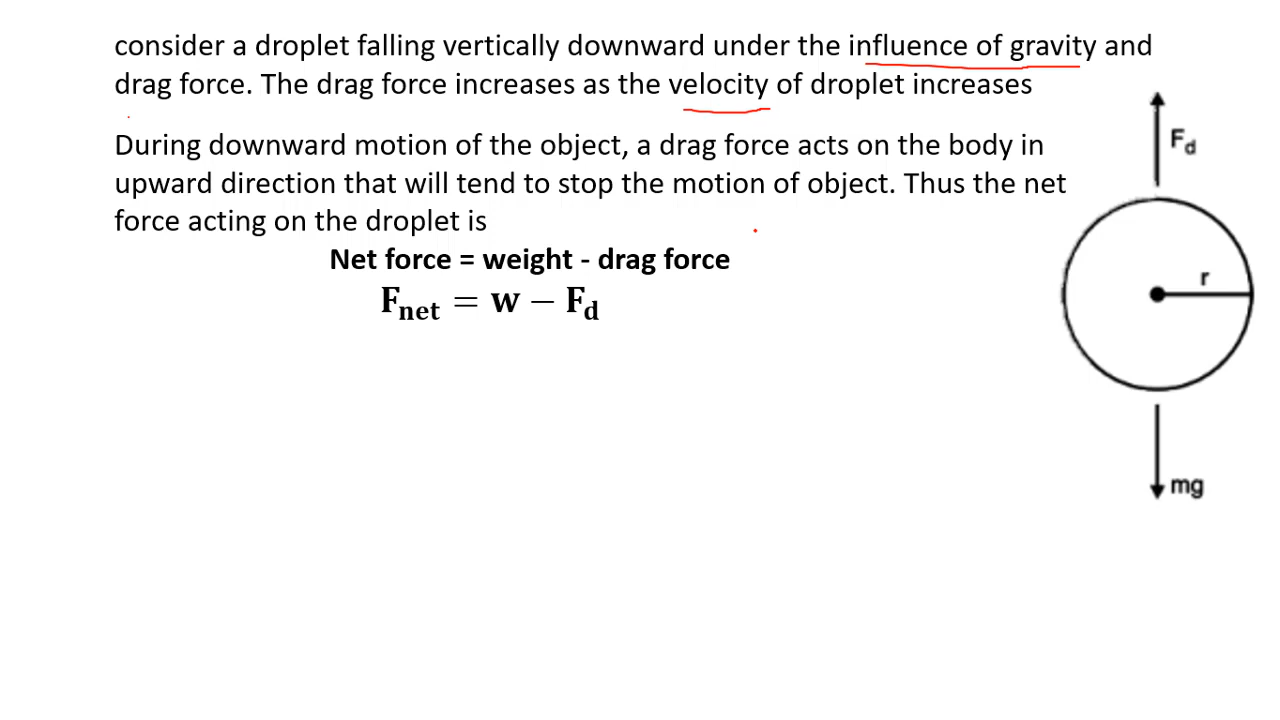 consider a droplet falling vertically downward under the influence of gravity and
drag force. The drag force increases as the velocity of droplet increases
During downward motion of the object, a drag force acts on the body in
upward direction that will tend to stop the motion of object. Thus the net
force acting on the droplet is
Net force = weight - drag force
F_net = w − F_d
F_d
r
mg